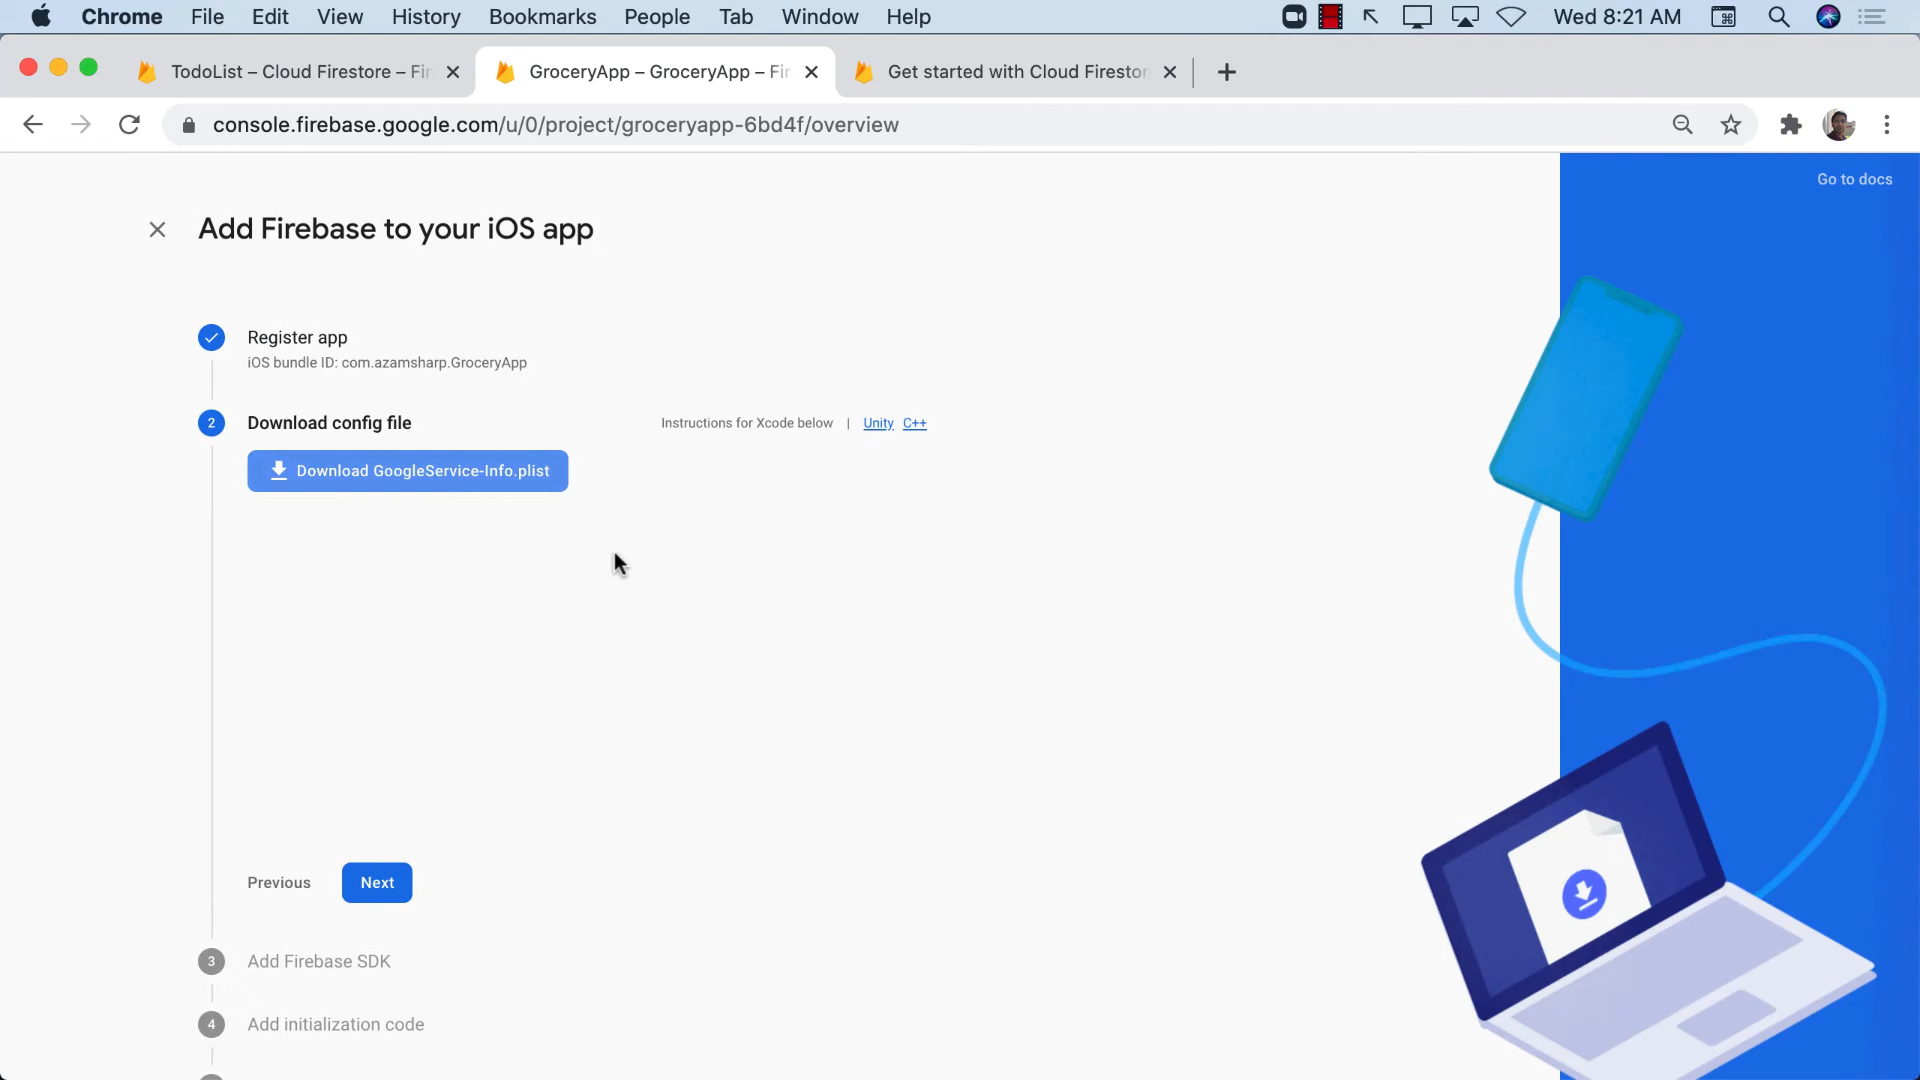 Chrome File Edit View History Bookmarks People Tab Window Help Wed 8:21 AM
TodoList – Cloud Firestore – Fir GroceryApp – GroceryApp – Fir Get started with Cloud Firestor
console.firebase.google.com/u/0/project/groceryapp-6bd4f/overview
Go to docs
Add Firebase to your iOS app
Register app
iOS bundle ID: com.azamsharp.GroceryApp
2 Download config file Instructions for Xcode below | Unity C++
Download GoogleService-Info.plist
Previous Next
3 Add Firebase SDK
4 Add initialization code